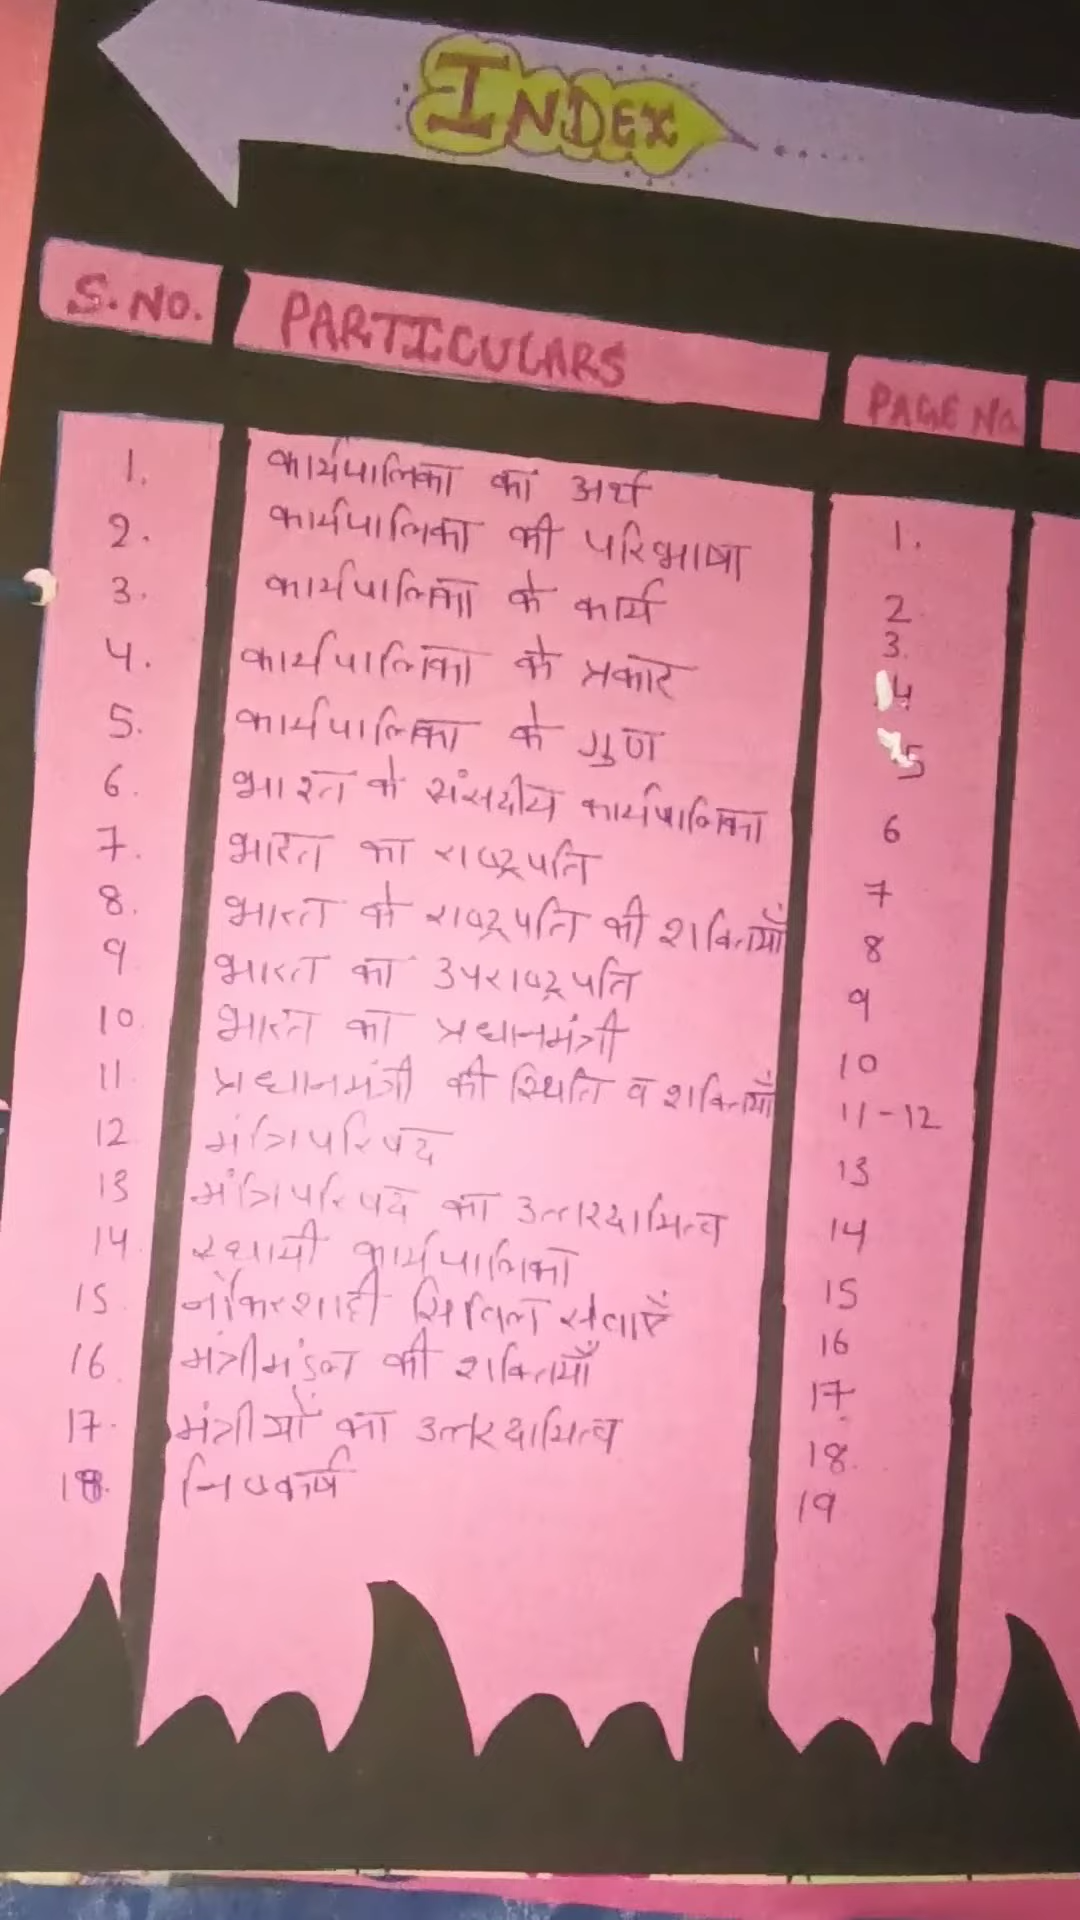 INDEX
S. NO. PARTICULARS PAGE NO.
1. कार्यपालिका का अर्थ 1.
2. कार्यपालिका की परिभाषा 2.
3. कार्यपालिका के कार्य 3.
4. कार्यपालिका के प्रकार 4
5. कार्यपालिका के गुण 5
6. भारत के संसदीय कार्यपालिका 6
7. भारत का राष्ट्रपति 7
8. भारत के राष्ट्रपति की शक्तियाँ 8
9 भारत का उपराष्ट्रपति 9
10 भारत का प्रधानमंत्री 10
11 प्रधानमंत्री की स्थिति व शक्तियाँ 11-12
12 मंत्रिपरिषद 13
13 मंत्रिपरिषद का उत्तरदायित्व 14
14 स्थायी कार्यपालिका 15
15 नौकरशाही सिविल सेवाएँ 16
16 मंत्रीमंडल की शक्तियाँ 17
17. मंत्रीयों का उत्तरदायित्व 18.
18. निष्कर्ष 19